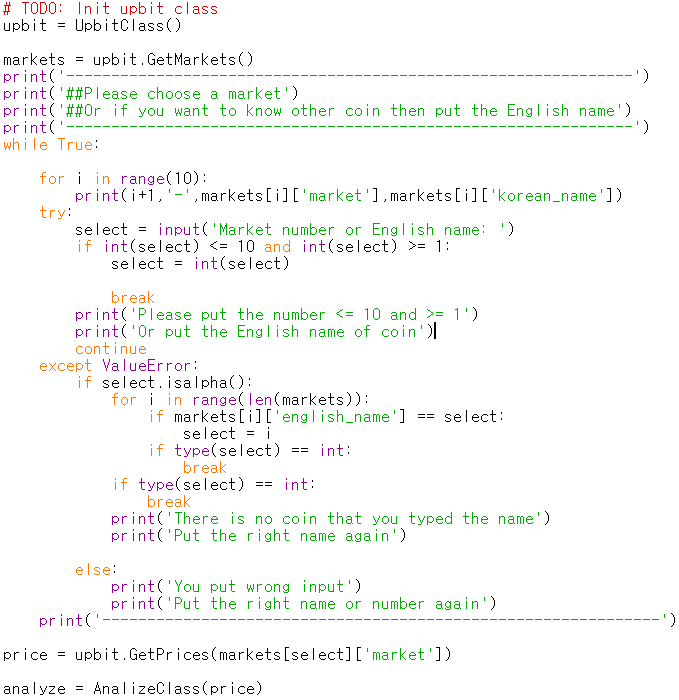 # TODO: Init upbit class
upbit = UpbitClass()
markets = upbit.GetMarkets()
print('---------------------------------------------------------------')
print('##Please choose a market')
print('##Or if you want to know other coin then put the English name')
print('---------------------------------------------------------------')
while True:
    for i in range(10):
        print(i+1,'-',markets[i]['market'],markets[i]['korean_name'])
    try:
        select = input('Market number or English name: ')
        if int(select) <= 10 and int(select) >= 1:
            select = int(select)
            break
        print('Please put the number <= 10 and >= 1')
        print('Or put the English name of coin')
        continue
    except ValueError:
        if select.isalpha():
            for i in range(len(markets)):
                if markets[i]['english_name'] == select:
                    select = i
                if type(select) == int:
                    break
            if type(select) == int:
                break
            print('There is no coin that you typed the name')
            print('Put the right name again')
        else:
            print('You put wrong input')
            print('Put the right name or number again')
    print('--------------------------------------------------------------')
price = upbit.GetPrices(markets[select]['market'])
analyze = AnalizeClass(price)